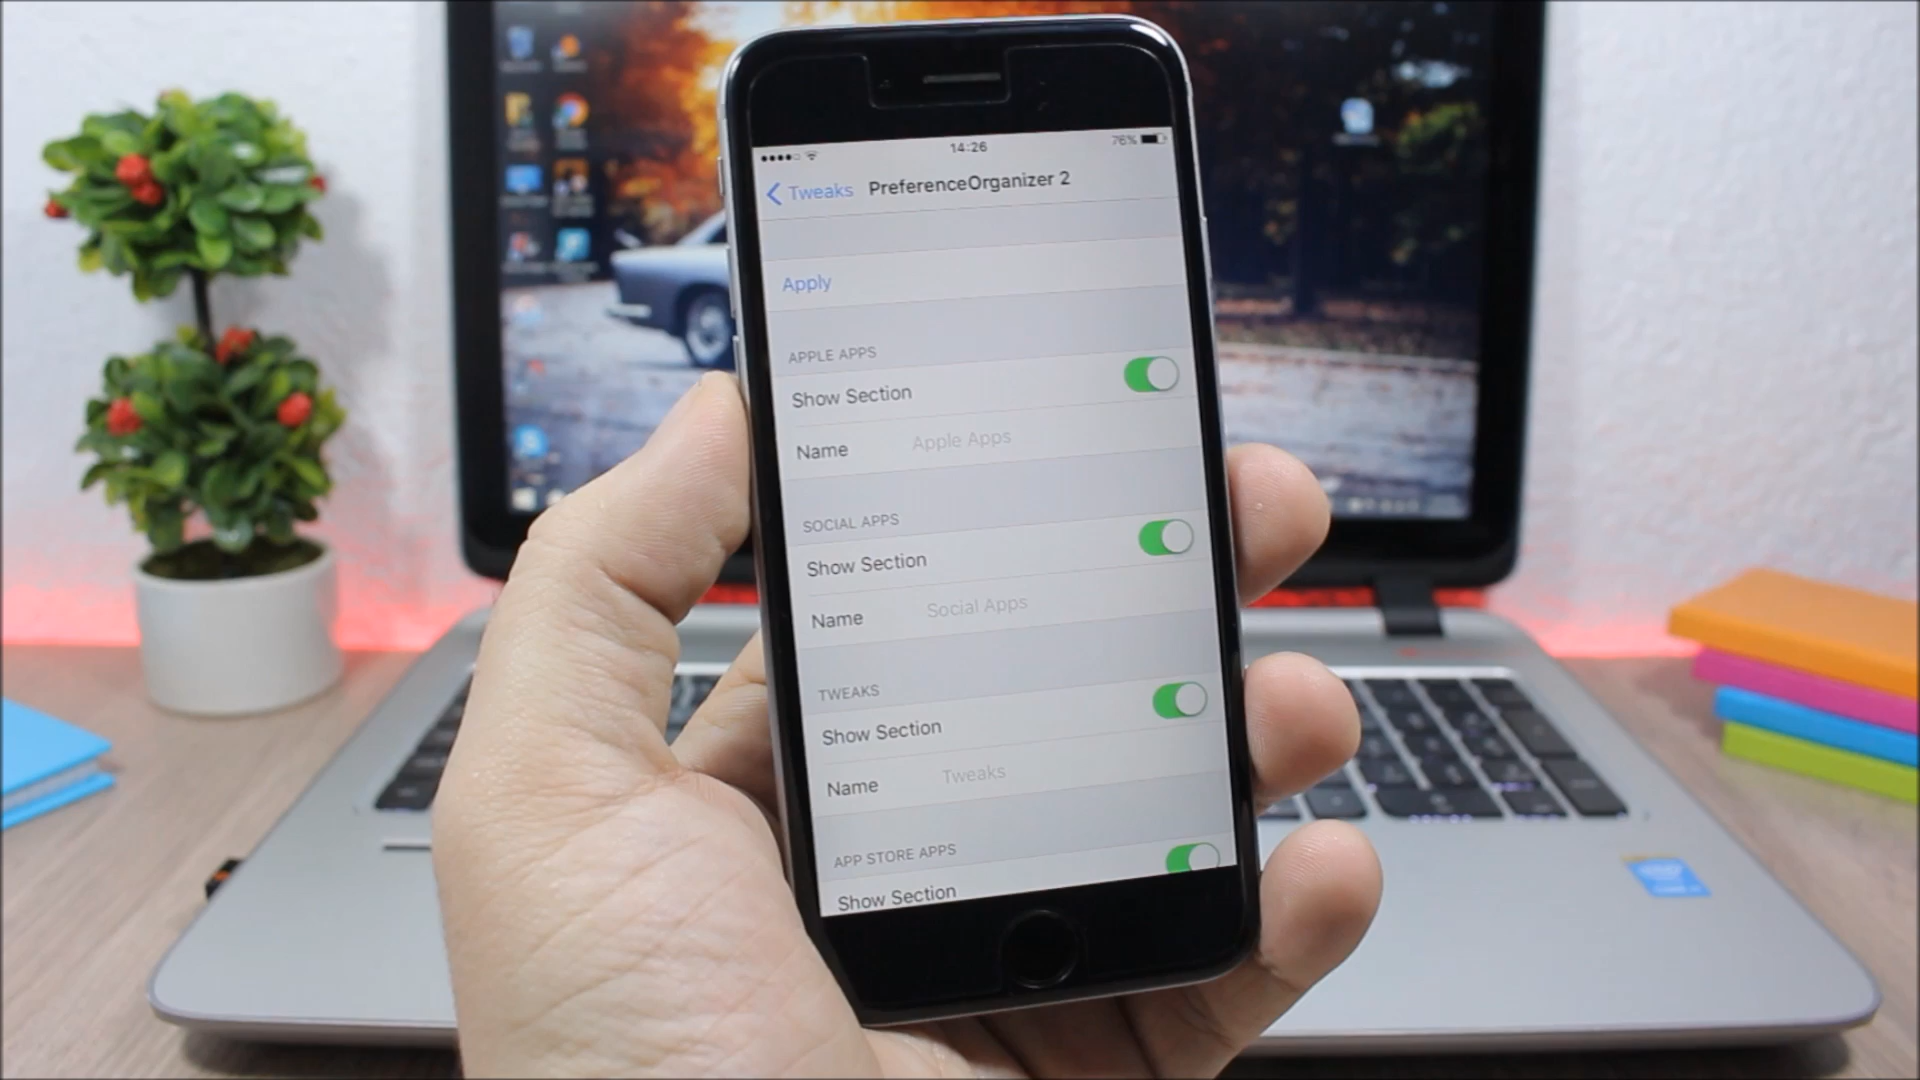 14:26 76%
Tweaks PreferenceOrganizer 2
Apply
APPLE APPS
Show Section
Name Apple Apps
SOCIAL APPS
Show Section
Name Social Apps
TWEAKS
Show Section
Name Tweaks
APP STORE APPS
Show Section